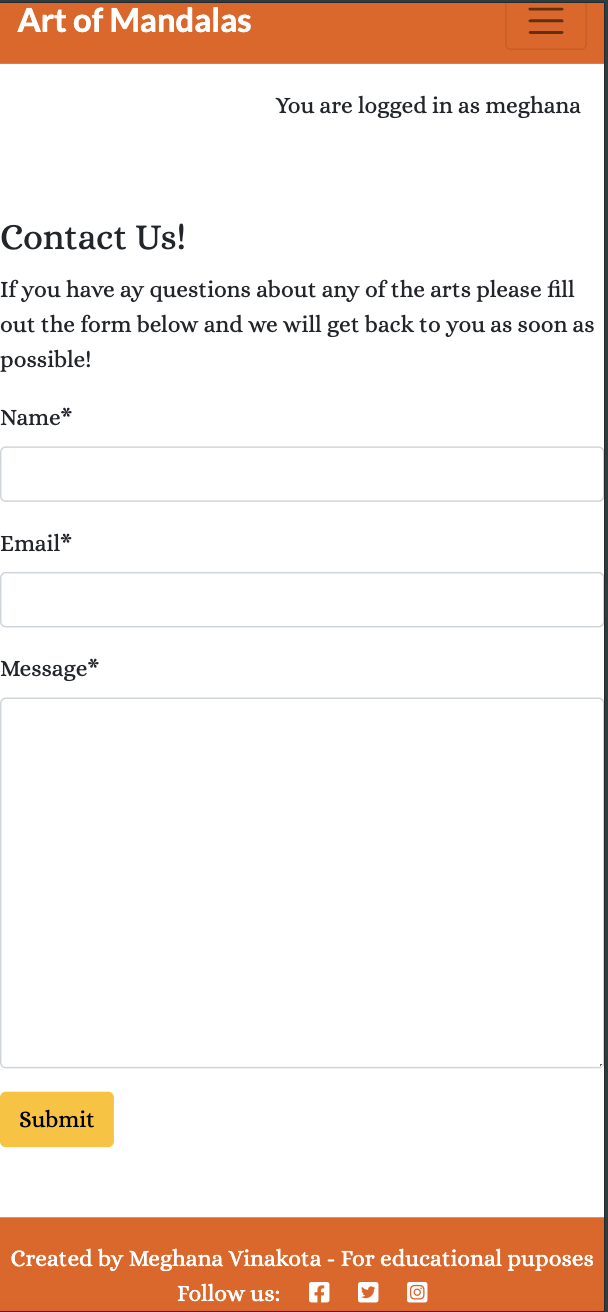 Art of Mandalas
You are logged in as meghana
Contact Us!
If you have ay questions about any of the arts please fill
out the form below and we will get back to you as soon as
possible!
Name*
Email*
Message*
Submit
Created by Meghana Vinakota - For educational puposes
Follow us: